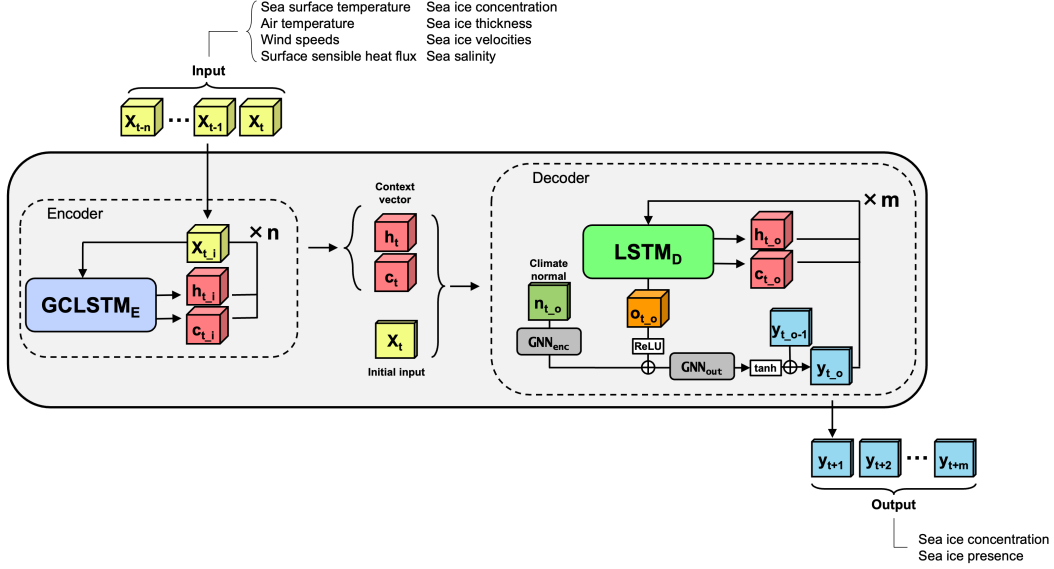 Sea surface temperature Sea ice concentration
Air temperature Sea ice thickness
Wind speeds Sea ice velocities
Surface sensible heat flux Sea salinity
Input
Xt-n ... Xt-1 Xt
Encoder
Xt_i
×n
GCLSTME
ht_i
ct_i
Context
vector
ht
ct
Xt
Initial input
Decoder
×m
LSTMD
ht_o
ct_o
Climate
normal
nt_o
ot_o
GNNenc
ReLU
GNNout
tanh
yt_o-1
yt_o
yt+1 yt+2 ... yt+m
Output
Sea ice concentration
Sea ice presence